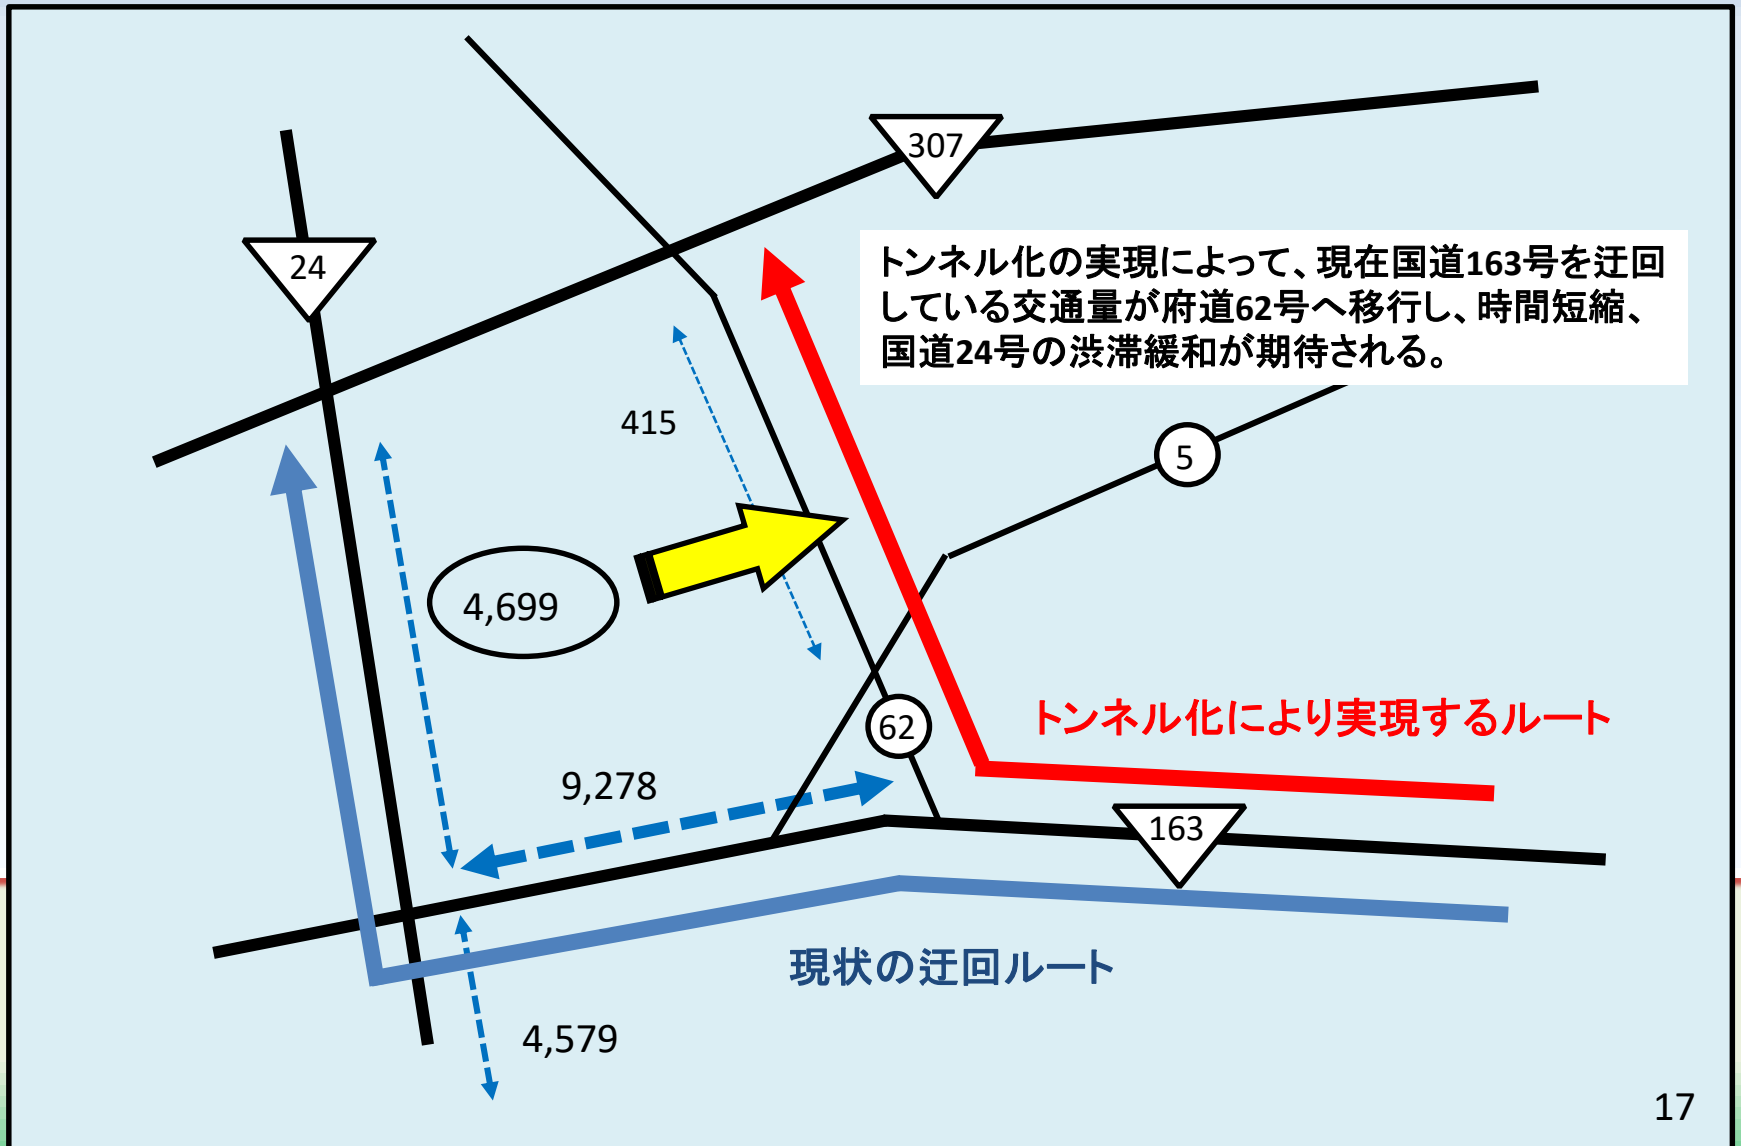 307
24
トンネル化の実現によって、現在国道163号を迂回
している交通量が府道62号へ移行し、時間短縮、
国道24号の渋滞緩和が期待される。
415
5
4,699
トンネル化により実現するルート
62
9,278
163
現状の迂回ルート
4,579
17